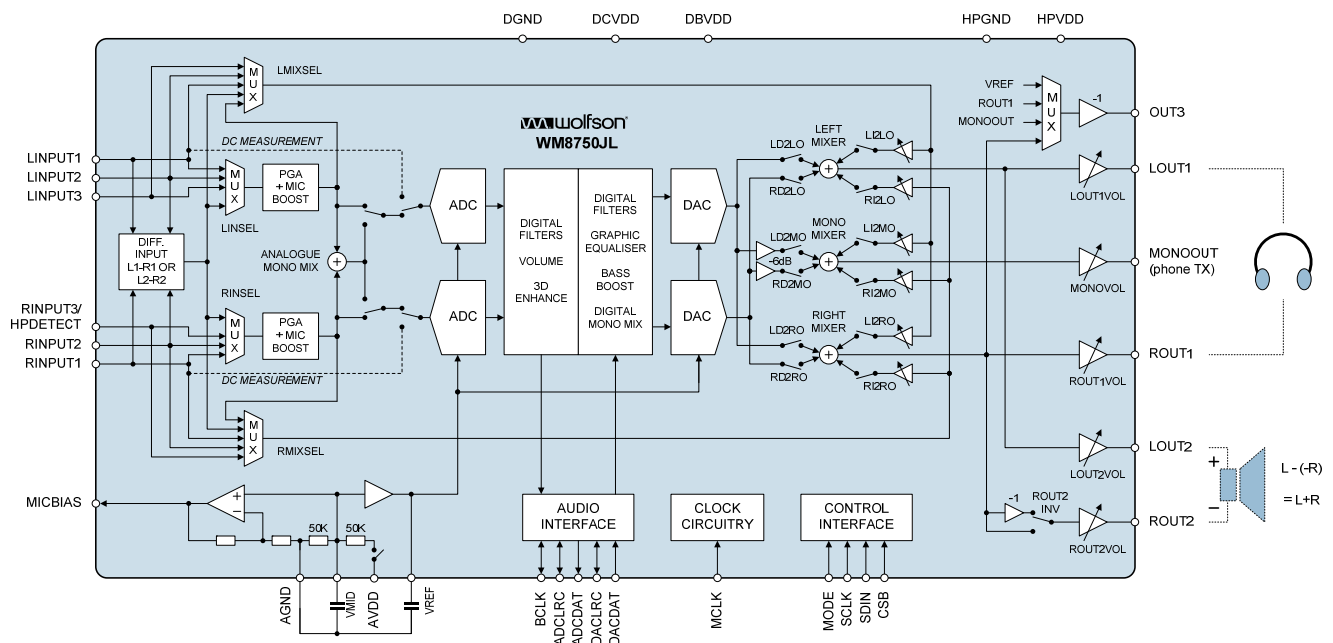 DGND
DCVDD
DBVDD
HPGND
HPVDD
MUX
LMIXSEL
VREF
ROUT1
MONOOUT
MUX
-1
OUT3
wolfson®
WM8750JL
DC MEASUREMENT
LINPUT1
LINPUT2
LINPUT3
MUX
LINSEL
PGA
+ MIC
BOOST
ADC
DIGITAL
FILTERS
VOLUME
3D
ENHANCE
DIGITAL
FILTERS
GRAPHIC
EQUALISER
BASS
BOOST
DIGITAL
MONO MIX
DAC
LEFT
MIXER
LD2LO
RD2LO
+
LI2LO
RI2LO
LOUT1
LOUT1VOL
DIFF.
INPUT
L1-R1 OR
L2-R2
ANALOGUE
MONO MIX
+
MONO
MIXER
LD2MO
-6dB
RD2MO
+
LI2MO
RI2MO
MONOVOL
MONOOUT
(phone TX)
RINPUT3/
HPDETECT
RINPUT2
RINPUT1
RINSEL
MUX
PGA
+ MIC
BOOST
ADC
DAC
RIGHT
MIXER
LD2RO
RD2RO
+
LI2RO
RI2RO
ROUT1
ROUT1VOL
DC MEASUREMENT
MUX
RMIXSEL
LOUT2
LOUT2VOL
+
−
L - (-R)
= L+R
-1
ROUT2
INV
ROUT2
ROUT2VOL
MICBIAS
+
−
50K
50K
AUDIO
INTERFACE
CLOCK
CIRCUITRY
CONTROL
INTERFACE
AGND
VMID
AVDD
VREF
BCLK
ADCLRC
ADCDAT
DACLRC
DACDAT
MCLK
MODE
SCLK
SDIN
CSB